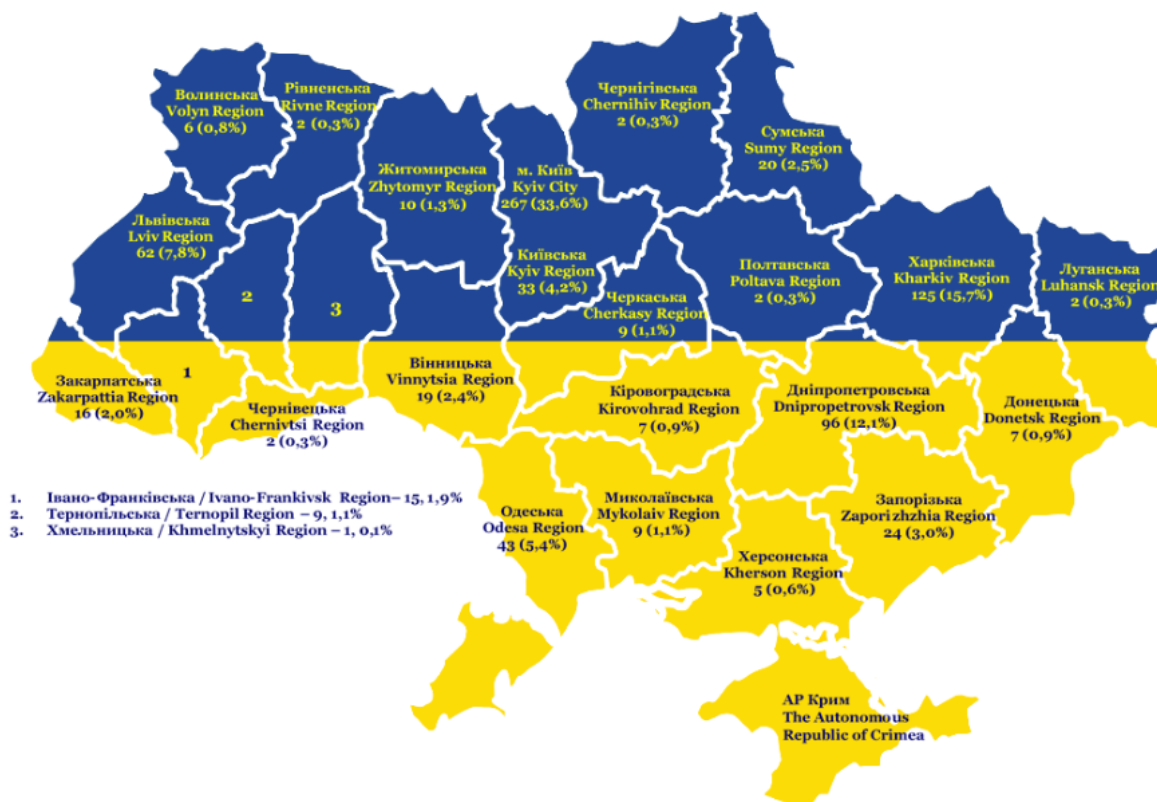 Волинська
Volyn Region
6 (0,8%)
Рівненська
Rivne Region
2 (0,3%)
Чернігівська
Chernihiv Region
2 (0,3%)
Сумська
Sumy Region
20 (2,5%)
Житомирська
Zhytomyr Region
10 (1,3%)
м. Київ
Kyiv City
267 (33,6%)
Львівська
Lviv Region
62 (7,8%)
2
3
Київська
Kyiv Region
33 (4,2%)
Черкаська
Cherkasy Region
9 (1,1%)
Полтавська
Poltava Region
2 (0,3%)
Харківська
Kharkiv Region
125 (15,7%)
Луганська
Luhansk Region
2 (0,3%)
Закарпатська
Zakarpattia Region
16 (2,0%)
1
Чернівецька
Chernivtsi Region
2 (0,3%)
Вінницька
Vinnytsia Region
19 (2,4%)
Кіровоградська
Kirovohrad Region
7 (0,9%)
Дніпропетровська
Dnipropetrovsk Region
96 (12,1%)
Донецька
Donetsk Region
7 (0,9%)
1. Івано-Франківська / Ivano-Frankivsk Region– 15, 1,9%
2. Тернопільська / Ternopil Region – 9, 1,1%
3. Хмельницька / Khmelnytskyi Region – 1, 0,1%
Одеська
Odesa Region
43 (5,4%)
Миколаївська
Mykolaiv Region
9 (1,1%)
Запорізька
Zaporizhzhia Region
24 (3,0%)
Херсонська
Kherson Region
5 (0,6%)
АР Крим
The Autonomous
Republic of Crimea